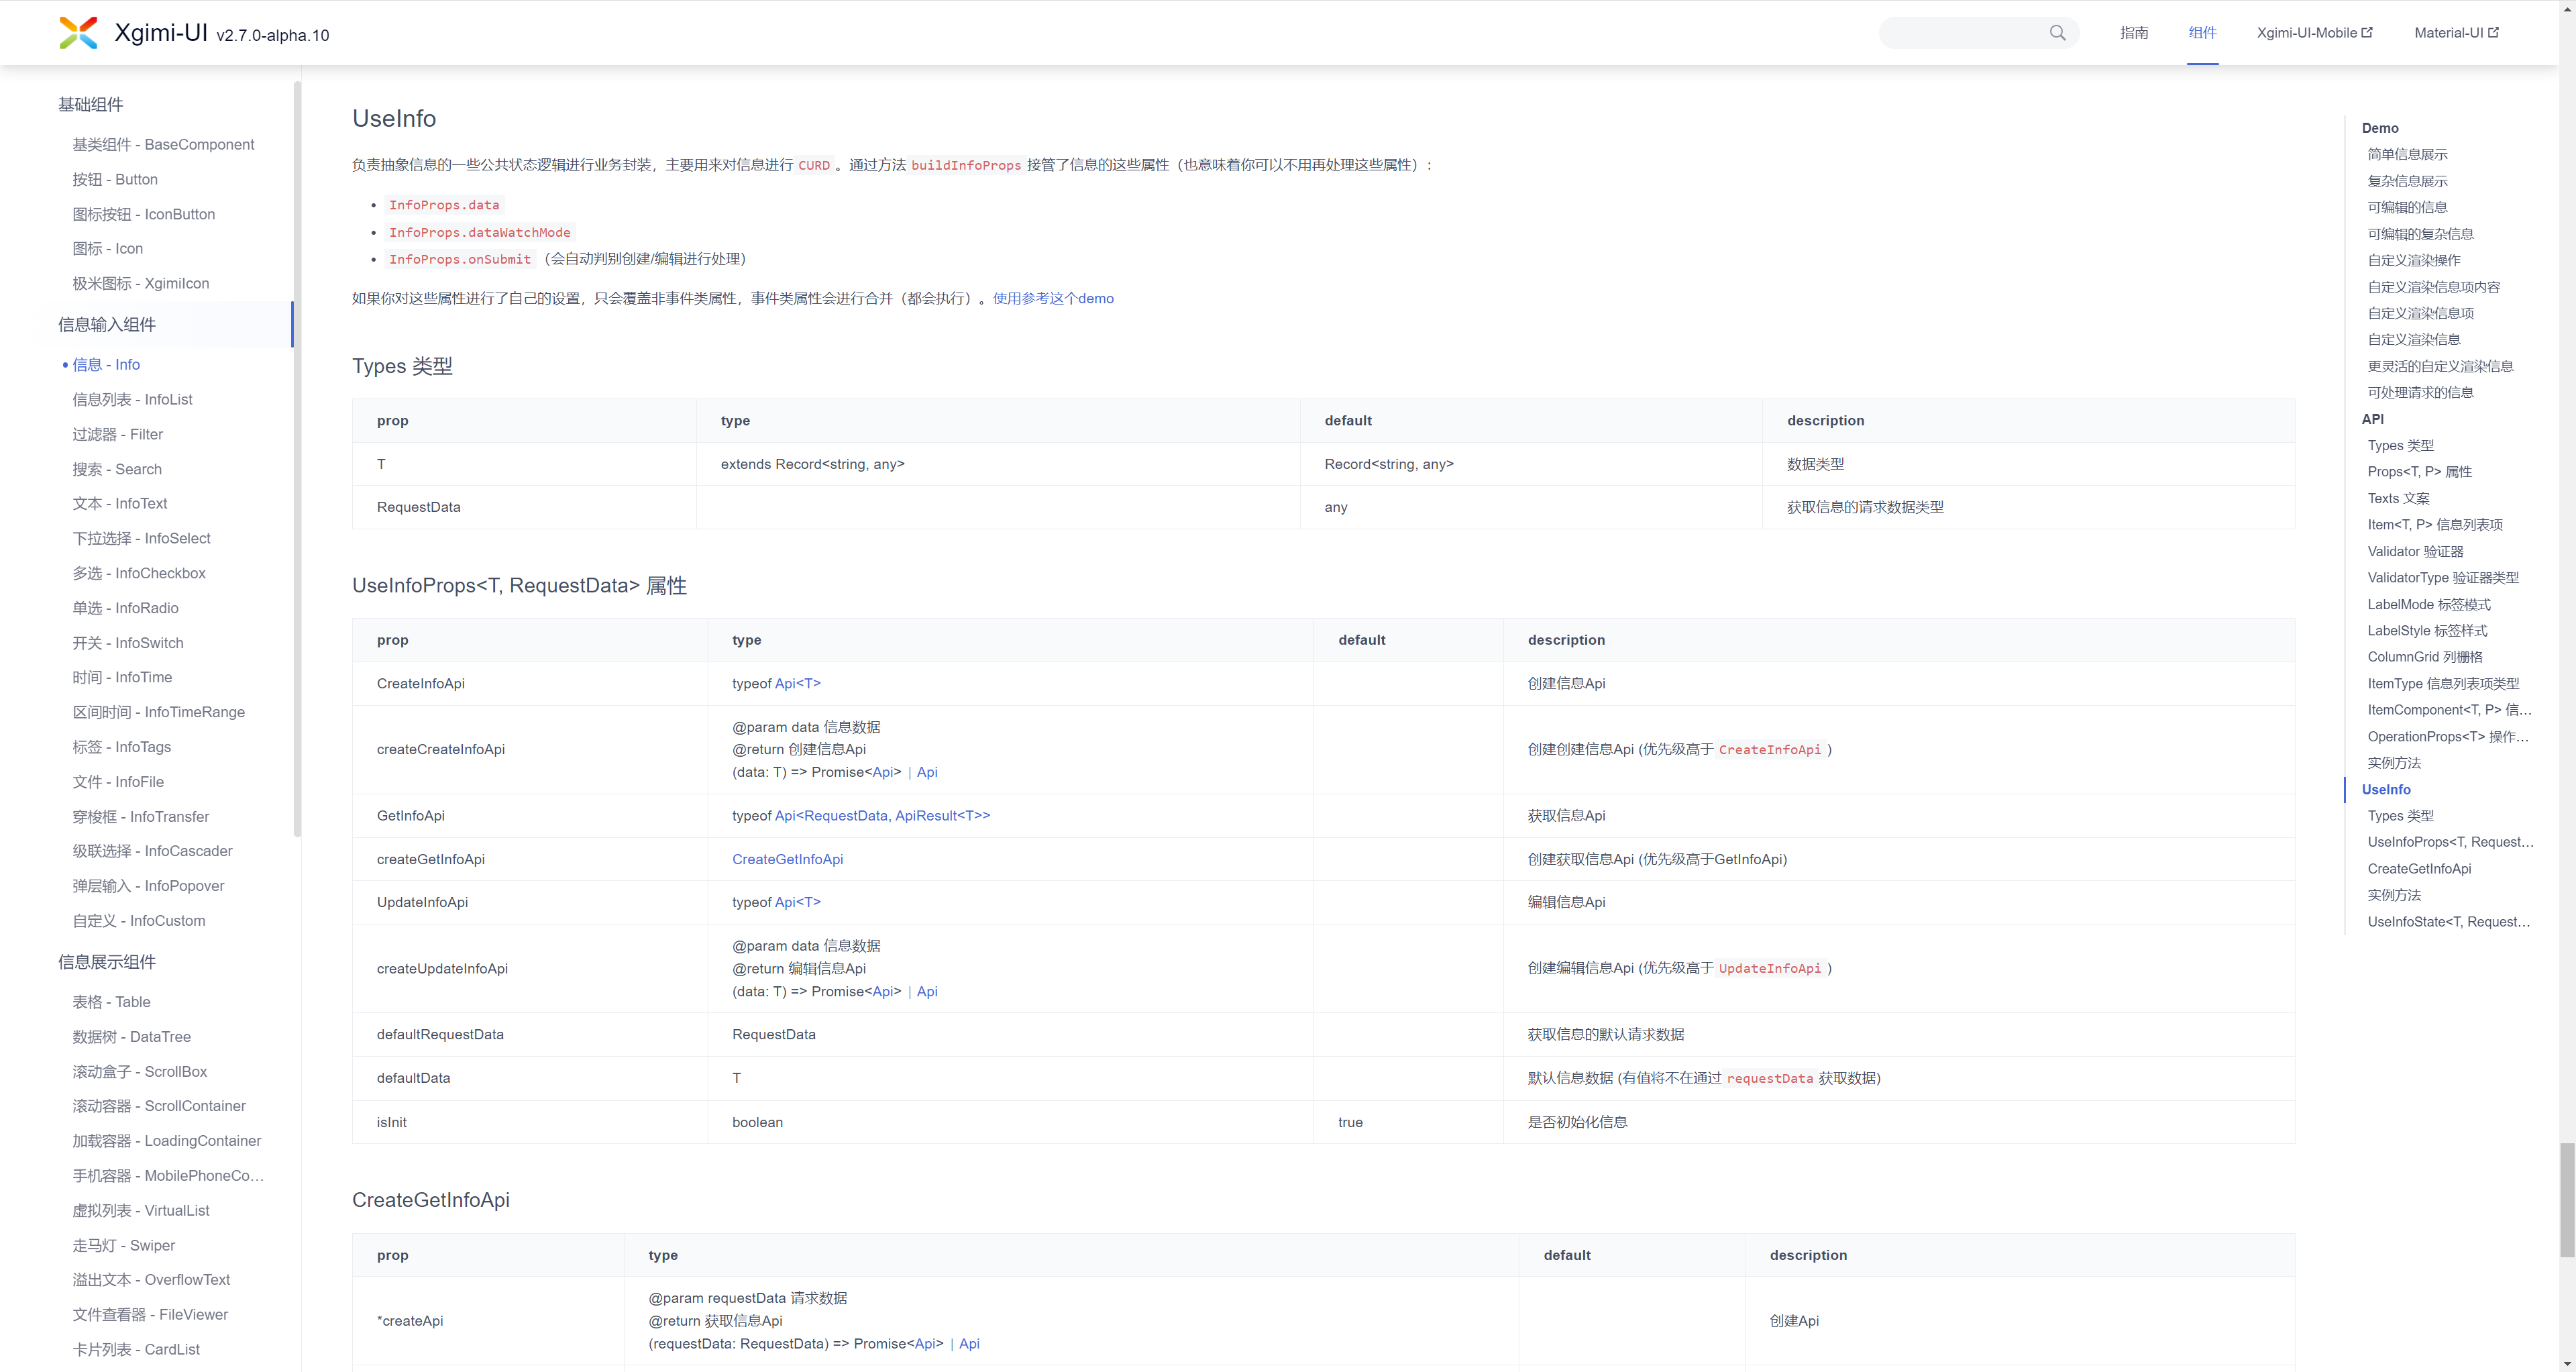 Xgimi-UI v2.7.0-alpha.10
指南
组件
Xgimi-UI-Mobile
Material-UI
基础组件
基类组件 - BaseComponent
按钮 - Button
图标按钮 - IconButton
图标 - Icon
极米图标 - XgimiIcon
信息输入组件
信息 - Info
信息列表 - InfoList
过滤器 - Filter
搜索 - Search
文本 - InfoText
下拉选择 - InfoSelect
多选 - InfoCheckbox
单选 - InfoRadio
开关 - InfoSwitch
时间 - InfoTime
区间时间 - InfoTimeRange
标签 - InfoTags
文件 - InfoFile
穿梭框 - InfoTransfer
级联选择 - InfoCascader
弹层输入 - InfoPopover
自定义 - InfoCustom
信息展示组件
表格 - Table
数据树 - DataTree
滚动盒子 - ScrollBox
滚动容器 - ScrollContainer
加载容器 - LoadingContainer
手机容器 - MobilePhoneCo…
虚拟列表 - VirtualList
走马灯 - Swiper
溢出文本 - OverflowText
文件查看器 - FileViewer
卡片列表 - CardList
UseInfo
负责抽象信息的一些公共状态逻辑进行业务封装，主要用来对信息进行 CURD 。通过方法 buildInfoProps 接管了信息的这些属性（也意味着你可以不用再处理这些属性）：
• InfoProps.data
• InfoProps.dataWatchMode
• InfoProps.onSubmit （会自动判别创建/编辑进行处理）
如果你对这些属性进行了自己的设置，只会覆盖非事件类属性，事件类属性会进行合并（都会执行）。使用参考这个demo
Types 类型
prop type default description
T extends Record<string, any> Record<string, any> 数据类型
RequestData any 获取信息的请求数据类型
UseInfoProps<T, RequestData> 属性
prop type default description
CreateInfoApi typeof Api<T> 创建信息Api
createCreateInfoApi
@param data 信息数据
@return 创建信息Api
(data: T) => Promise<Api> | Api
创建创建信息Api (优先级高于 CreateInfoApi )
GetInfoApi typeof Api<RequestData, ApiResult<T>> 获取信息Api
createGetInfoApi CreateGetInfoApi 创建获取信息Api (优先级高于GetInfoApi)
UpdateInfoApi typeof Api<T> 编辑信息Api
createUpdateInfoApi
@param data 信息数据
@return 编辑信息Api
(data: T) => Promise<Api> | Api
创建编辑信息Api (优先级高于 UpdateInfoApi )
defaultRequestData RequestData 获取信息的默认请求数据
defaultData T 默认信息数据 (有值将不在通过 requestData 获取数据)
isInit boolean true 是否初始化信息
CreateGetInfoApi
prop type default description
*createApi
@param requestData 请求数据
@return 获取信息Api
(requestData: RequestData) => Promise<Api> | Api
创建Api
Demo
简单信息展示
复杂信息展示
可编辑的信息
可编辑的复杂信息
自定义渲染操作
自定义渲染信息项内容
自定义渲染信息项
自定义渲染信息
更灵活的自定义渲染信息
可处理请求的信息
API
Types 类型
Props<T, P> 属性
Texts 文案
Item<T, P> 信息列表项
Validator 验证器
ValidatorType 验证器类型
LabelMode 标签模式
LabelStyle 标签样式
ColumnGrid 列栅格
ItemType 信息列表项类型
ItemComponent<T, P> 信…
OperationProps<T> 操作…
实例方法
UseInfo
Types 类型
UseInfoProps<T, Request…
CreateGetInfoApi
实例方法
UseInfoState<T, Request…